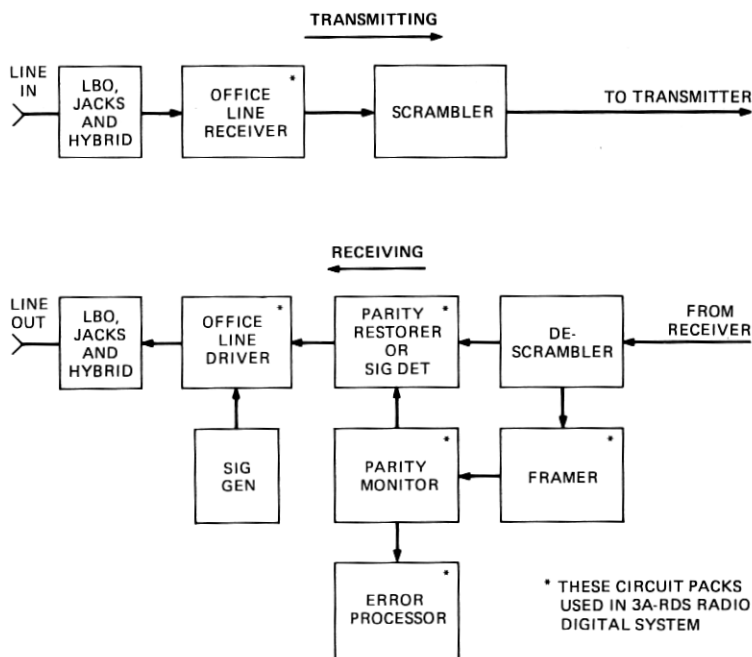 TRANSMITTING
LINE
IN
LBO,
JACKS
AND
HYBRID
*
OFFICE
LINE
RECEIVER
SCRAMBLER
TO TRANSMITTER
RECEIVING
LINE
OUT
LBO,
JACKS
AND
HYBRID
*
OFFICE
LINE
DRIVER
*
PARITY
RESTORER
OR
SIG DET
DE-
SCRAMBLER
FROM
RECEIVER
SIG
GEN
*
PARITY
MONITOR
*
FRAMER
*
ERROR
PROCESSOR
* THESE CIRCUIT PACKS
USED IN 3A-RDS RADIO
DIGITAL SYSTEM